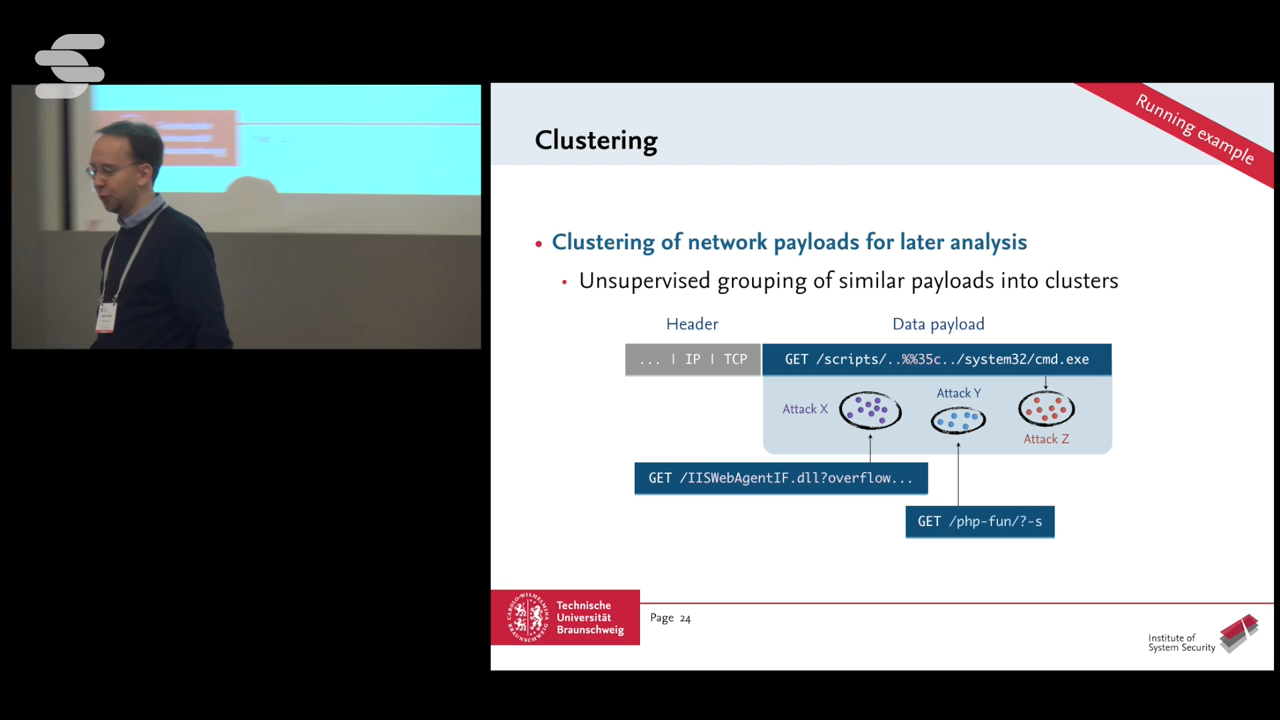 Running example
Clustering
• Clustering of network payloads for later analysis
• Unsupervised grouping of similar payloads into clusters
Header
Data payload
... | IP | TCP
GET /scripts/..%%35c../system32/cmd.exe
Attack X
Attack Y
Attack Z
GET /IISWebAgentIF.dll?overflow...
GET /php-fun/?-s
Technische
Universität
Braunschweig
Page 24
Institute of
System Security